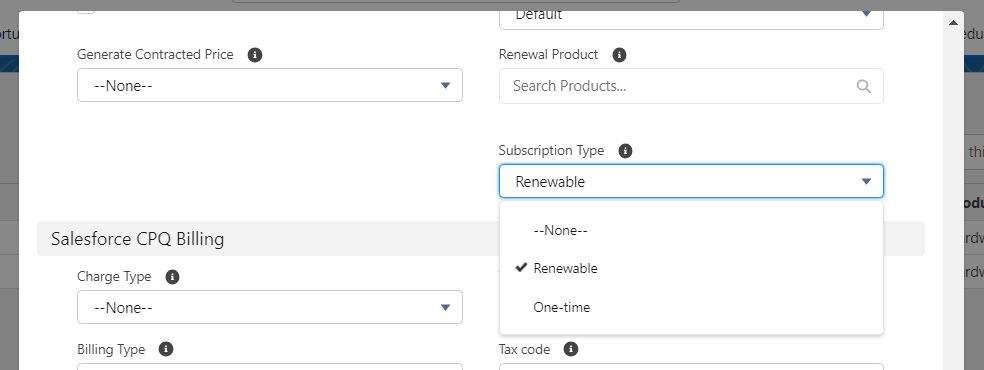 Default
Generate Contracted Price
Renewal Product
--None--
Search Products...
Subscription Type
Renewable
--None--
Salesforce CPQ Billing
Renewable
Charge Type
--None--
One-time
Billing Type
Tax code